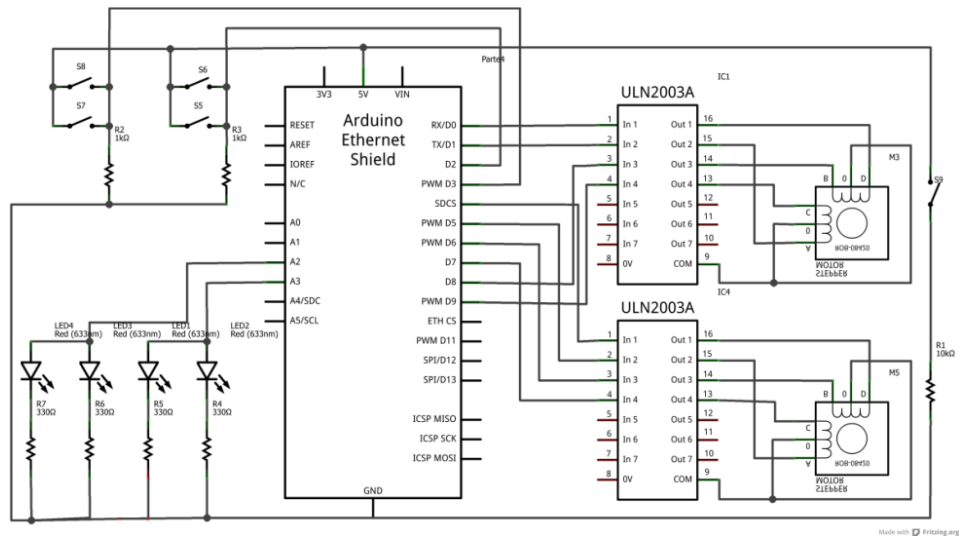 S8
S6
S7
S5
R2
1kΩ
R3
1kΩ
Parte4
3V3
5V
VIN
Arduino
Ethernet
Shield
RESET
AREF
IOREF
N/C
A0
A1
A2
A3
A4/SDC
A5/SCL
RX/D0
TX/D1
D2
PWM D3
SDCS
PWM D5
PWM D6
D7
D8
PWM D9
ETH CS
PWM D11
SPI/D12
SPI/D13
ICSP MISO
ICSP SCK
ICSP MOSI
GND
LED4
Red (633nm)
LED3
Red (633nm)
LED1
Red (633nm)
LED2
Red (633nm)
R7
330Ω
R6
330Ω
R5
330Ω
R4
330Ω
IC1
ULN2003A
1 In 1 Out 1 16
2 In 2 Out 2 15
3 In 3 Out 3 14
4 In 4 Out 4 13
5 In 5 Out 5 12
6 In 6 Out 6 11
7 In 7 Out 7 10
8 0V COM 9
M3
B 0 D
C
0
A
ROB-08420
STEPPER
MOTOR
S9
IC4
ULN2003A
1 In 1 Out 1 16
2 In 2 Out 2 15
3 In 3 Out 3 14
4 In 4 Out 4 13
5 In 5 Out 5 12
6 In 6 Out 6 11
7 In 7 Out 7 10
8 0V COM 9
M5
B 0 D
C
0
A
ROB-08420
STEPPER
MOTOR
R1
10kΩ
Made with Fritzing.org